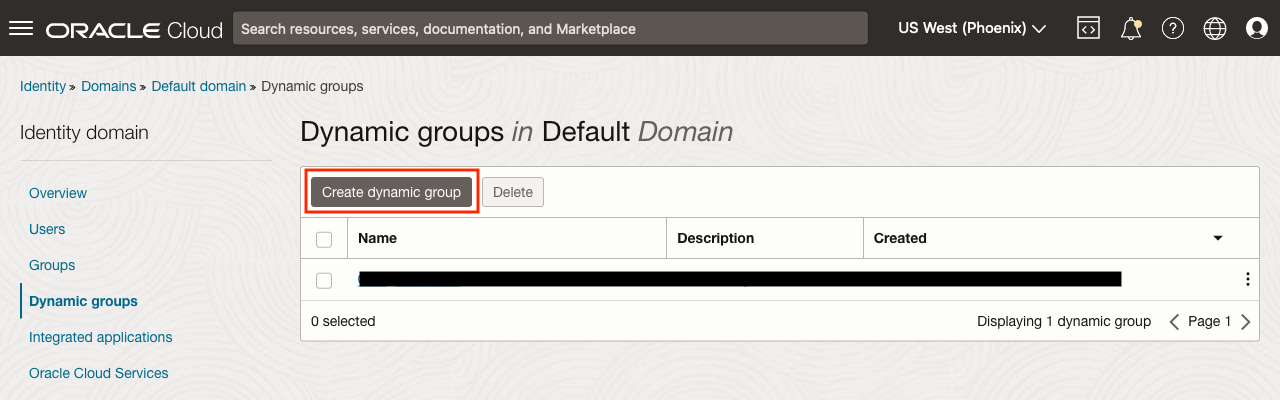 ORACLE Cloud
Search resources, services, documentation, and Marketplace
US West (Phoenix)
Identity » Domains » Default domain » Dynamic groups
Identity domain
Overview
Users
Groups
Dynamic groups
Integrated applications
Oracle Cloud Services
Dynamic groups in Default Domain
Create dynamic group Delete
Name Description Created
0 selected Displaying 1 dynamic group Page 1